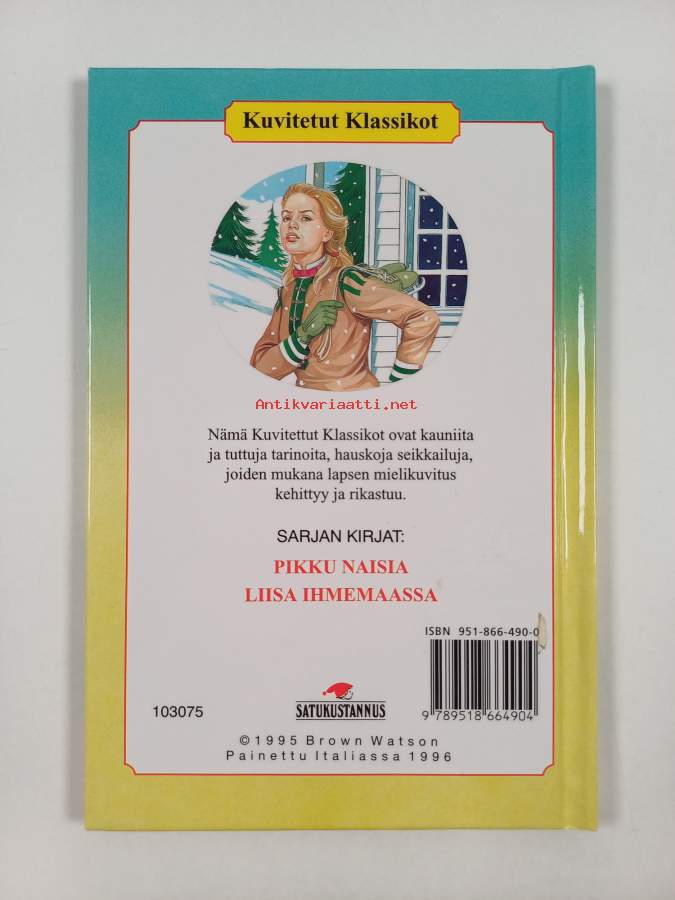 Kuvitetut Klassikot
Antikvariaatti.net
Nämä Kuvitettut Klassikot ovat kauniita
ja tuttuja tarinoita, hauskoja seikkailuja,
joiden mukana lapsen mielikuvitus
kehittyy ja rikastuu.
SARJAN KIRJAT:
PIKKU NAISIA
LIISA IHMEMAASSA
ISBN 951-866-490-0
9 789518 664904
103075
SATUKUSTANNUS
©1995 Brown Watson
Painettu Italiassa 1996